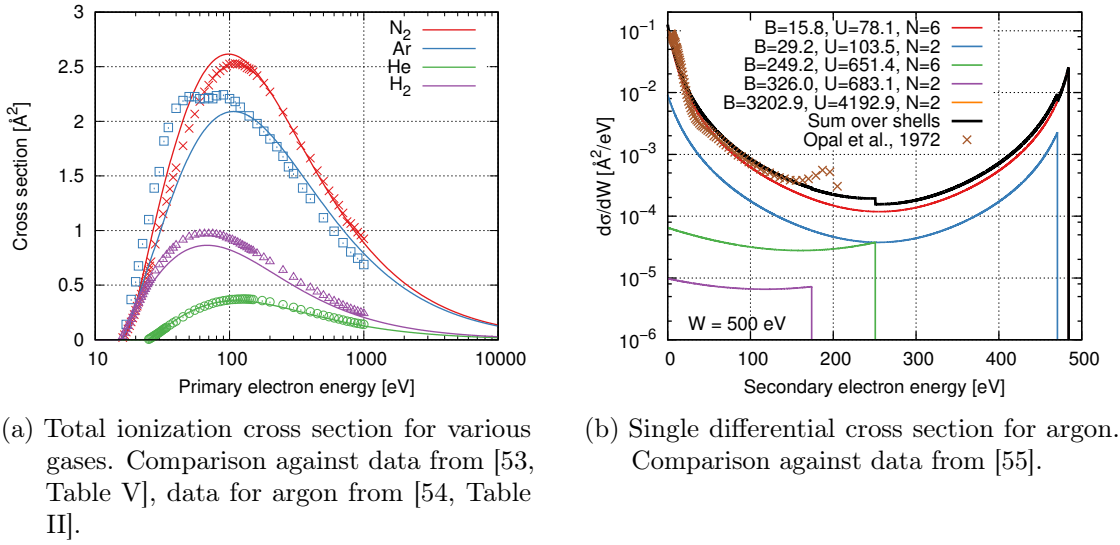 3
2.5
2
1.5
1
0.5
0
10
100
1000
10000
Cross section [Å²]
Primary electron energy [eV]
N₂
Ar
He
H₂
10⁻¹
10⁻²
10⁻³
10⁻⁴
10⁻⁵
10⁻⁶
0
100
200
300
400
500
dσ/dW [Å²/eV]
Secondary electron energy [eV]
B=15.8, U=78.1, N=6
B=29.2, U=103.5, N=2
B=249.2, U=651.4, N=6
B=326.0, U=683.1, N=2
B=3202.9, U=4192.9, N=2
Sum over shells
Opal et al., 1972
W = 500 eV
(a) Total ionization cross section for various
gases. Comparison against data from [53,
Table V], data for argon from [54, Table
II].
(b) Single differential cross section for argon.
Comparison against data from [55].